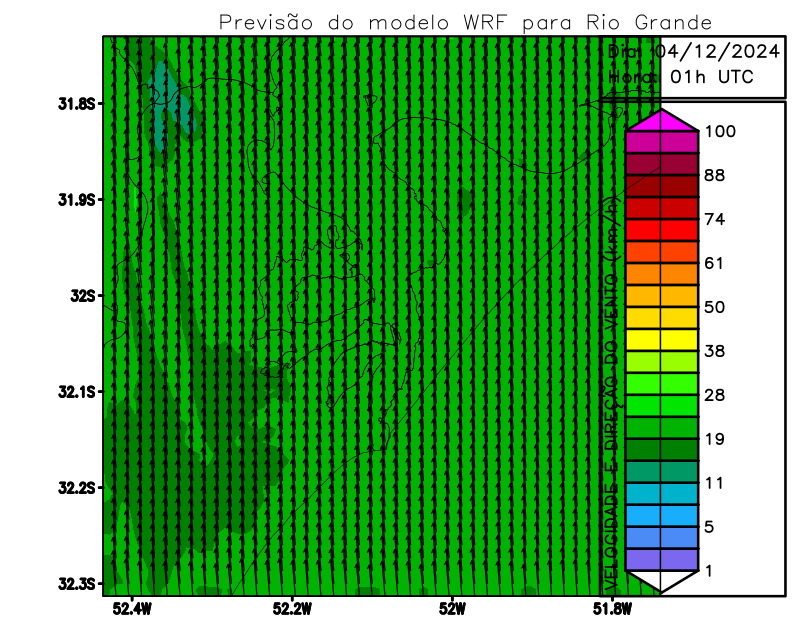 Previsão do modelo WRF para Rio Grande
Dia: 04/12/2024
Hora: 01h UTC
31.8S
31.9S
32S
32.1S
32.2S
32.3S
52.4W
52.2W
52W
51.8W
VELOCIDADE E DIREÇÃO DO VENTO (km/h)
100
88
74
61
50
38
28
19
11
5
1